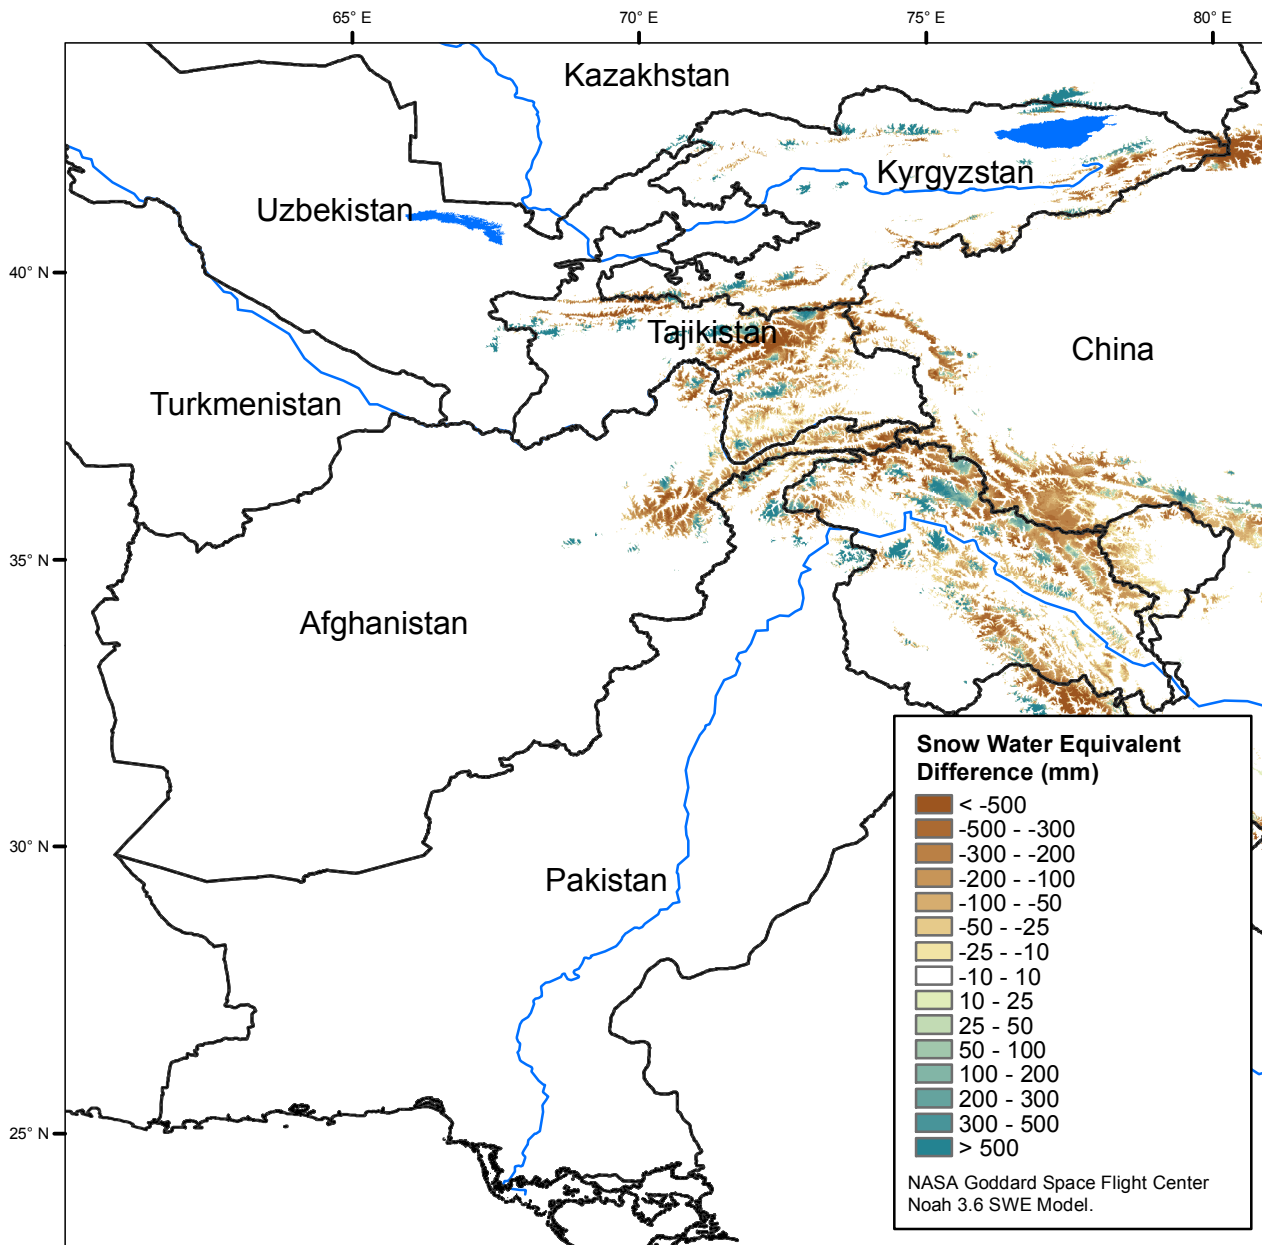 65° E
70° E
75° E
80° E
Kazakhstan
Kyrgyzstan
Uzbekistan
40° N
Tajikistan
China
Turkmenistan
35° N
Afghanistan
30° N
Pakistan
25° N
Snow Water Equivalent
Difference (mm)
< -500
-500 - -300
-300 - -200
-200 - -100
-100 - -50
-50 - -25
-25 - -10
-10 - 10
10 - 25
25 - 50
50 - 100
100 - 200
200 - 300
300 - 500
> 500
NASA Goddard Space Flight Center
Noah 3.6 SWE Model.